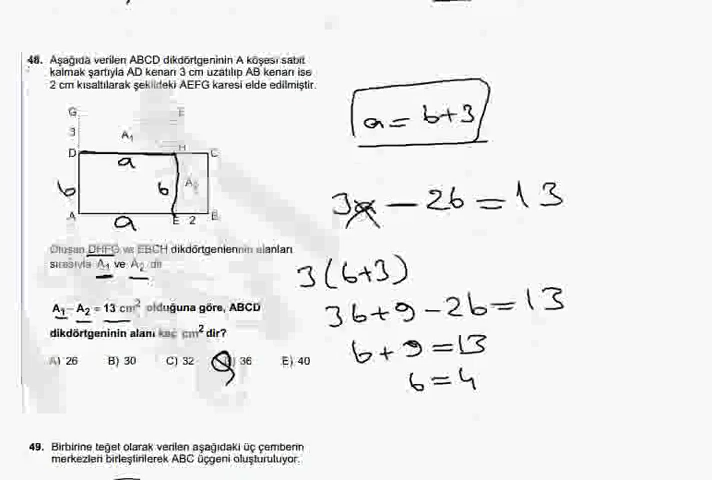 48. Aşağıda verilen ABCD dikdörtgeninin A köşesi sabit
kalmak şartıyla AD kenarı 3 cm uzatılıp AB kenarı ise
2 cm kısaltılarak şekildeki AEFG karesi elde edilmiştir.
a = b+3
G F
3 A₁
D H C
a
b b A
A E 2 B
a
3a - 2b = 13
Oluşan DHFG ve EBCH dikdörtgenlerinin alanları
sırasıyla A₁ ve A₂ dir
3(b+3)
A₁ - A₂ = 13 cm² olduğuna göre, ABCD
3b+9-2b=13
dikdörtgeninin alanı kaç cm² dir?
b+9=13
A) 26 B) 30 C) 32 36 E) 40
b=4
49. Birbirine teğet olarak verilen aşağıdaki üç çemberin
merkezleri birleştirilerek ABC üçgeni oluşturuluyor.